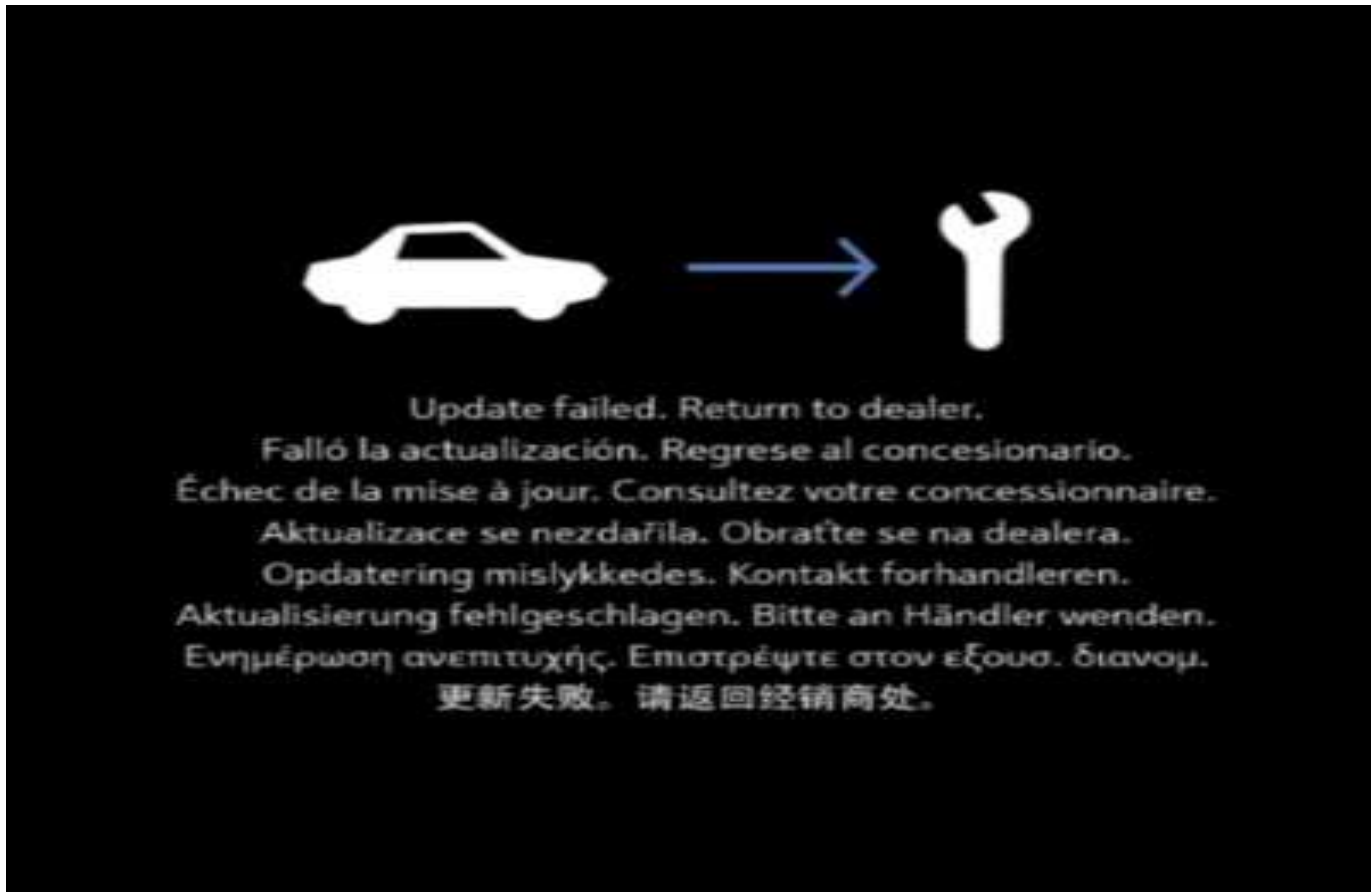 Update failed. Return to dealer.
Falló la actualización. Regrese al concesionario.
Échec de la mise à jour. Consultez votre concessionnaire.
Aktualizace se nezdařila. Obraťte se na dealera.
Opdatering mislykkedes. Kontakt forhandleren.
Aktualisierung fehlgeschlagen. Bitte an Händler wenden.
Ενημέρωση ανεπιτυχής. Επιστρέψτε στον εξουσ. διανομ.
更新失败。请返回经销商处。